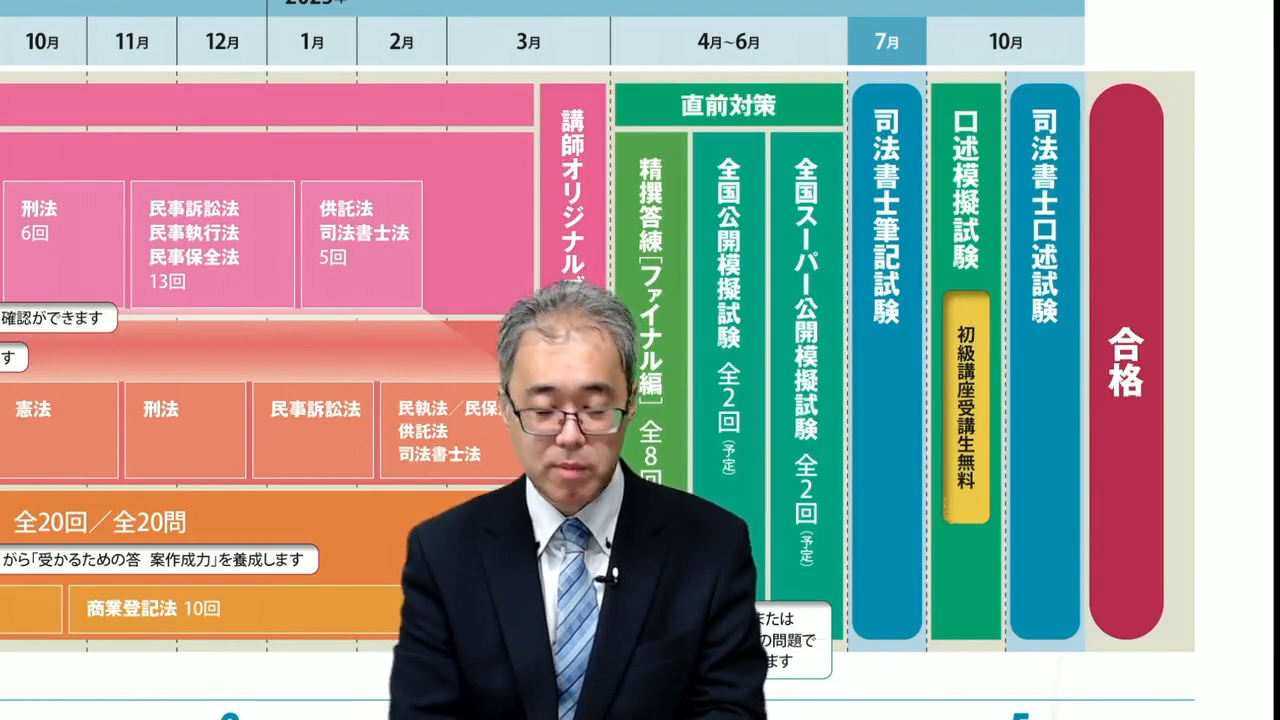 10月
11月
12月
1月
2月
3月
4月~6月
7月
10月
直前対策
講師オリジナル
精撰答練[ファイナル編] 全8回
全国公開模擬試験 全2回(予定)
全国スーパー公開模擬試験 全2回(予定)
司法書士筆記試験
口述模擬試験
初級講座受講生無料
司法書士口述試験
合格
刑法
6回
民事訴訟法
民事執行法
民事保全法
13回
供託法
司法書士法
5回
確認ができます
す
憲法
刑法
民事訴訟法
民執法/民保
供託法
司法書士法
全20回/全20問
がら「受かるための答 案作成力」を養成します
商業登記法 10回
または
の問題で
ます